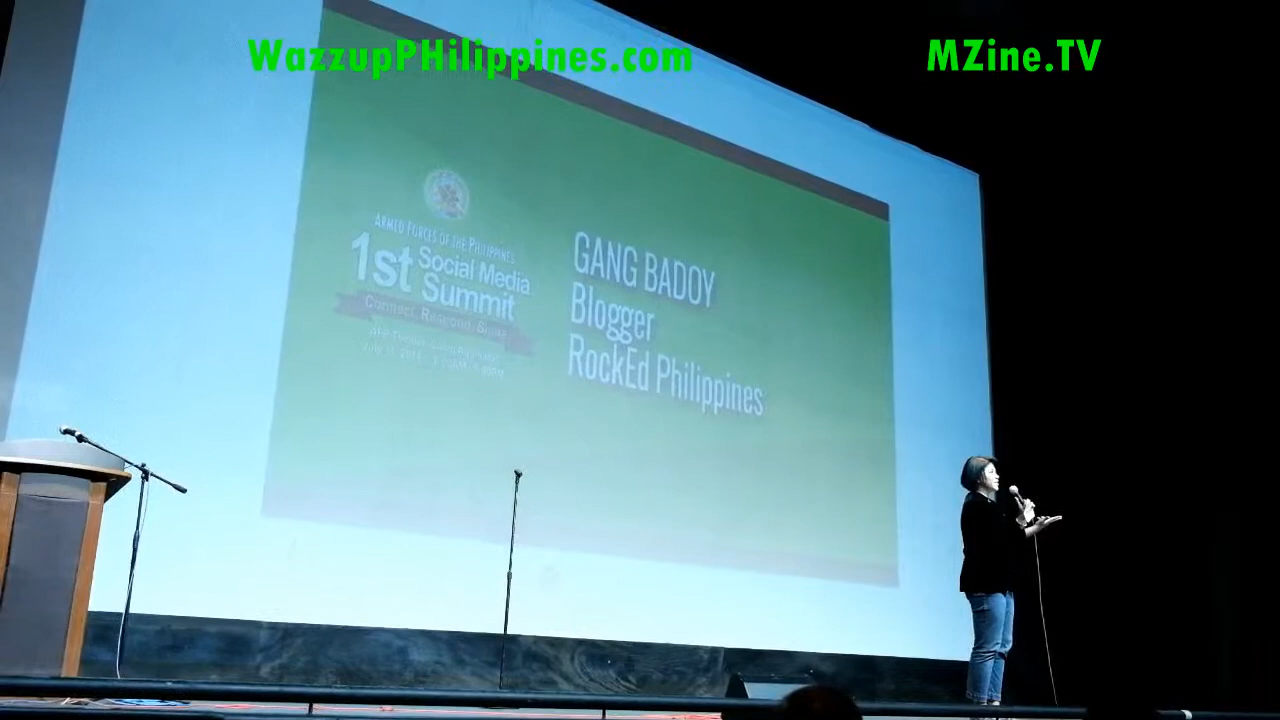 WazzupPHilippines.com
MZine.TV
ARMED FORCES OF THE PHILIPPINES
1st Social Media
Summit
Connect. Respond. Share
GANG BADOY
Blogger
RockEd Philippines